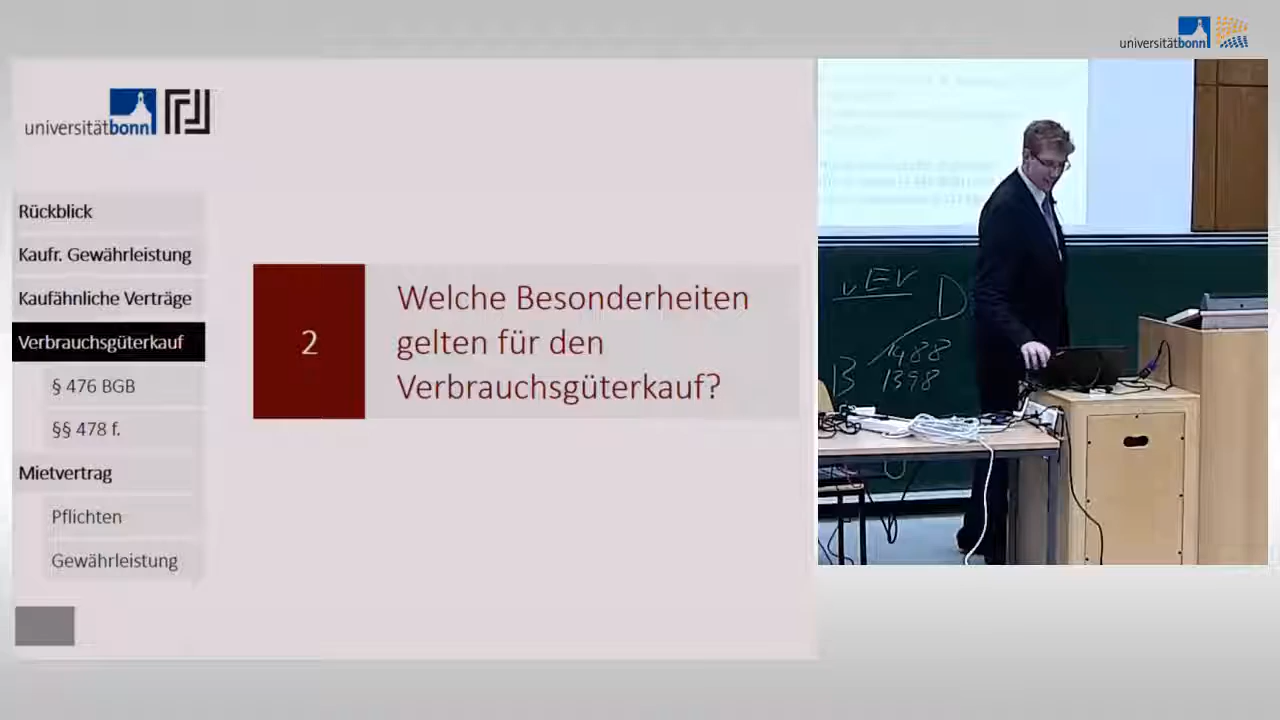 universitätbonn
universitätbonn
Rückblick
Kaufr. Gewährleistung
Kaufähnliche Verträge
Verbrauchsgüterkauf
§ 476 BGB
§§ 478 f.
Mietvertrag
Pflichten
Gewährleistung
2
Welche Besonderheiten
gelten für den
Verbrauchsgüterkauf?
vEV
D
1488
B 1398